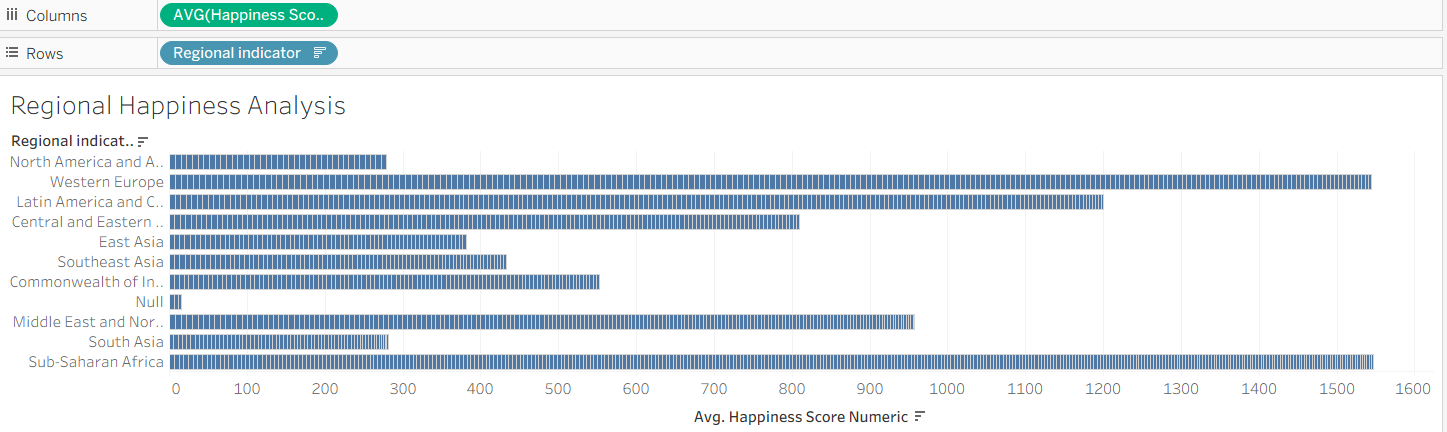 Columns AVG(Happiness Sco..
Rows Regional indicator
Regional Happiness Analysis
Regional indicat..
North America and A..
Western Europe
Latin America and C..
Central and Eastern ..
East Asia
Southeast Asia
Commonwealth of In..
Null
Middle East and Nor..
South Asia
Sub-Saharan Africa
0 100 200 300 400 500 600 700 800 900 1000 1100 1200 1300 1400 1500 1600
Avg. Happiness Score Numeric